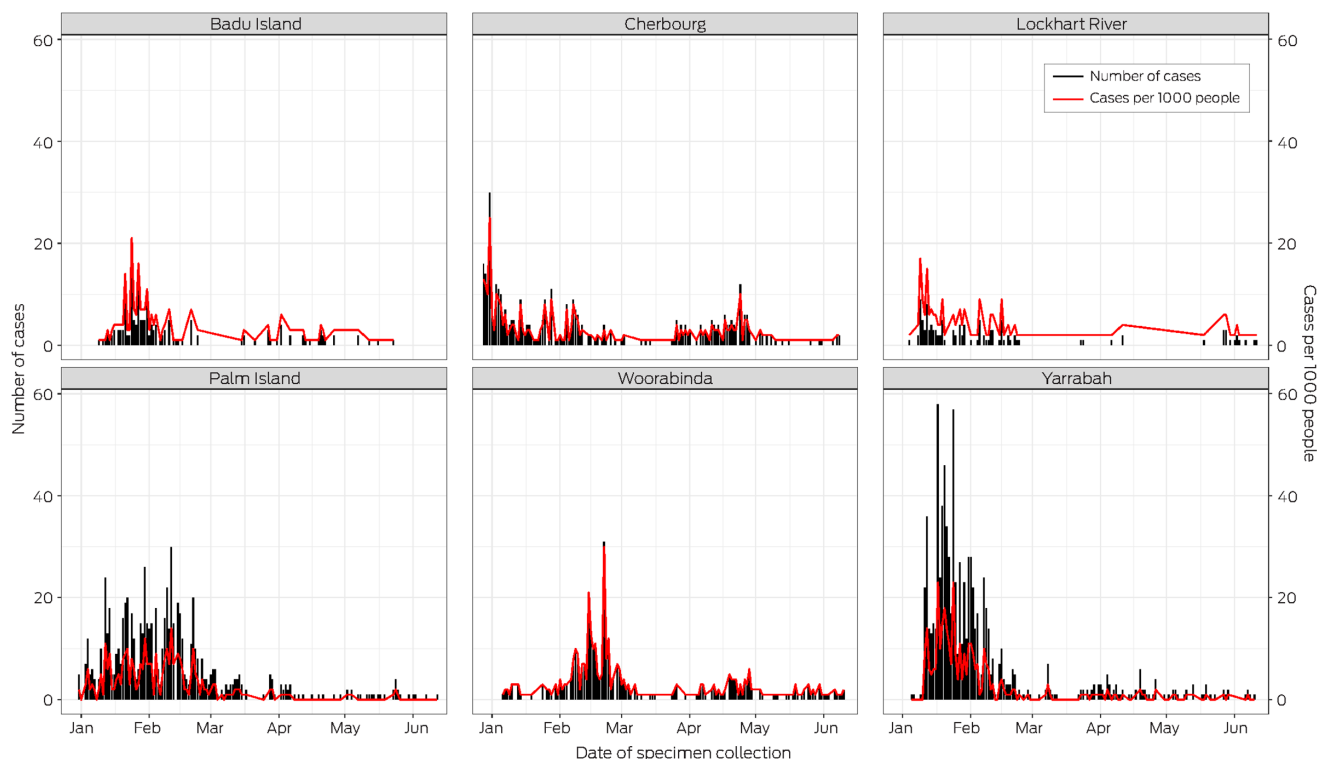 Badu Island
Cherbourg
Lockhart River
60
40
20
0
60
40
20
0
Number of cases
Cases per 1000 people
Palm Island
Woorabinda
Yarrabah
60
40
20
0
60
40
20
0
Number of cases
Cases per 1000 people
Jan Feb Mar Apr May Jun
Jan Feb Mar Apr May Jun
Jan Feb Mar Apr May Jun
Date of specimen collection